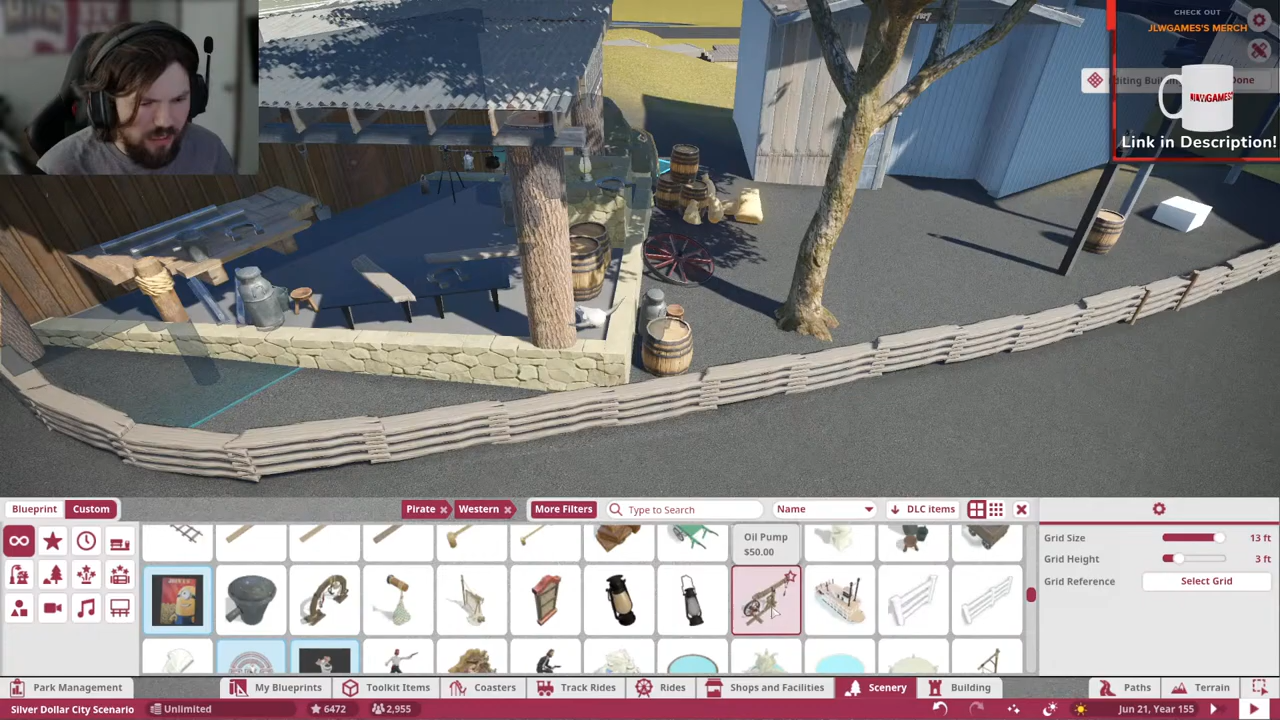 CHECK OUT
JLWGAMES'S MERCH
Done
JLWGAMES
Link in Description!
Blueprint
Custom
Pirate
Western
More Filters
Type to Search
Name
DLC items
Oil Pump
$50.00
Grid Size
13 ft
Grid Height
3 ft
Grid Reference
Select Grid
Park Management
My Blueprints
Toolkit Items
Coasters
Track Rides
Rides
Shops and Facilities
Scenery
Building
Paths
Terrain
Silver Dollar City Scenario
Unlimited
6472
2,955
Jun 21, Year 155